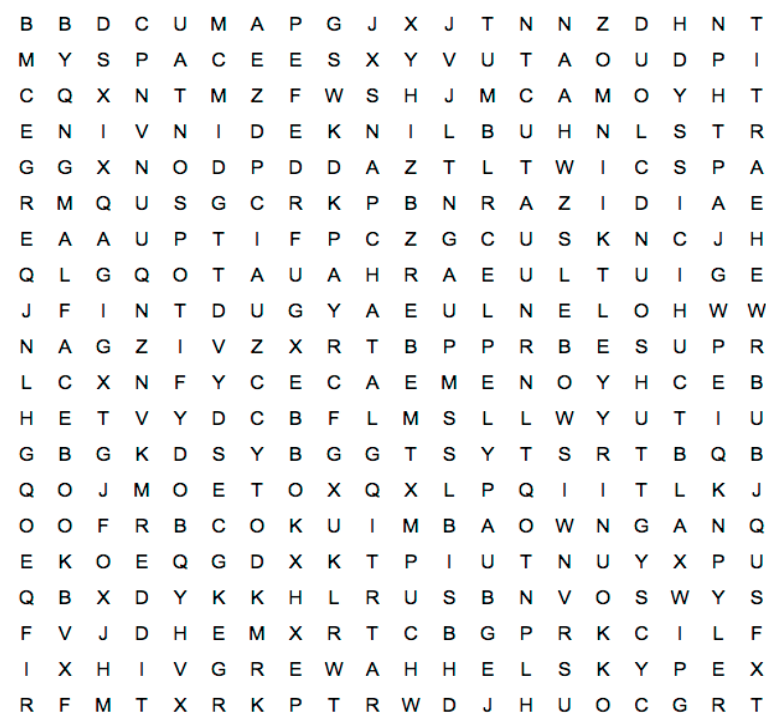 B B D C U M A P G J X J T N N Z D H N T
M Y S P A C E E S X Y V U T A O U D P I
C Q X N T M Z F W S H J M C A M O Y H T
E N I V N I D E K N I L B U H N L S T R
G G X N O D P D D A Z T L T W I C S P A
R M Q U S G C R K P B N R A Z I D I A E
E A A U P T I F P C Z G C U S K N C J H
Q L G Q O T A U A H R A E U L T U I G E
J F I N T D U G Y A E U L N E L O H W W
N A G Z I V Z X R T B P P R B E S U P R
L C X N F Y C E C A E M E N O Y H C E B
H E T V Y D C B F L M S L L W Y U T I U
G B G K D S Y B G G T S Y T S R T B Q B
Q O J M O E T O X Q X L P Q I I T L K J
O O F R B C O K U I M B A O W N G A N Q
E K O E Q G D X K T P I U T N U Y X P U
Q B X D Y K K H L R U S B N V O S W Y S
F V J D H E M X R T C B G P R K C I L F
I X H I V G R E W A H H E L S K Y P E X
R F M T X R K P T R W D J H U O C G R T